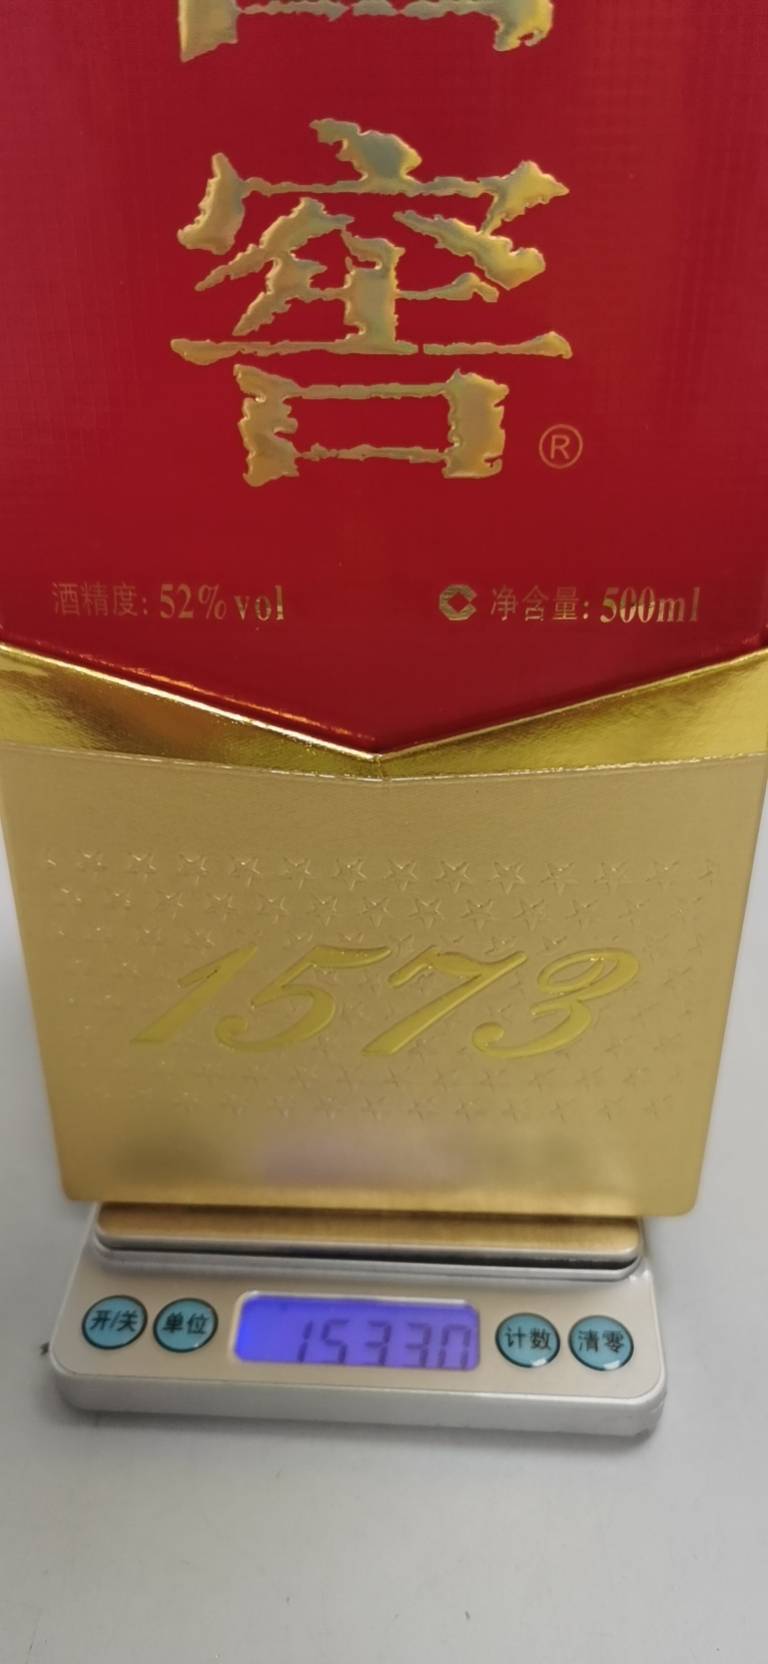 窖
®
酒精度: 52%vol
净含量: 500ml
1573
开/关 单位 1533.0 计数 清零